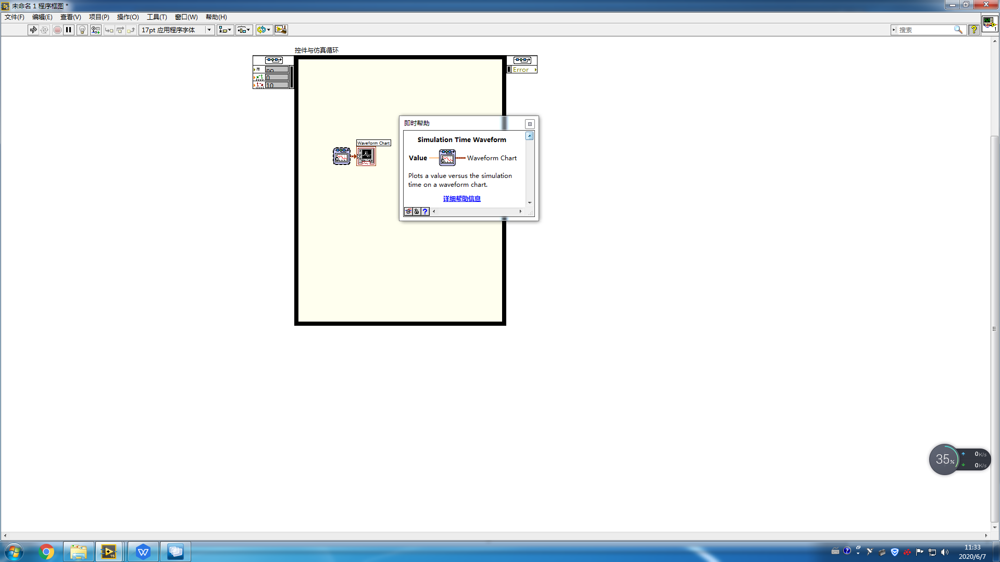 未命名 1 程序框图 *
文件(F) 编辑(E) 查看(V) 项目(P) 操作(O) 工具(T) 窗口(W) 帮助(H)
17pt 应用程序字体
搜索
?
控件与仿真循环
?! no
0
10
Error
Waveform Chart
即时帮助
Simulation Time Waveform
Value
Waveform Chart
Plots a value versus the simulation
time on a waveform chart.
详细帮助信息
?
35%
0K/s
0K/s
15
11:33
2020/6/7